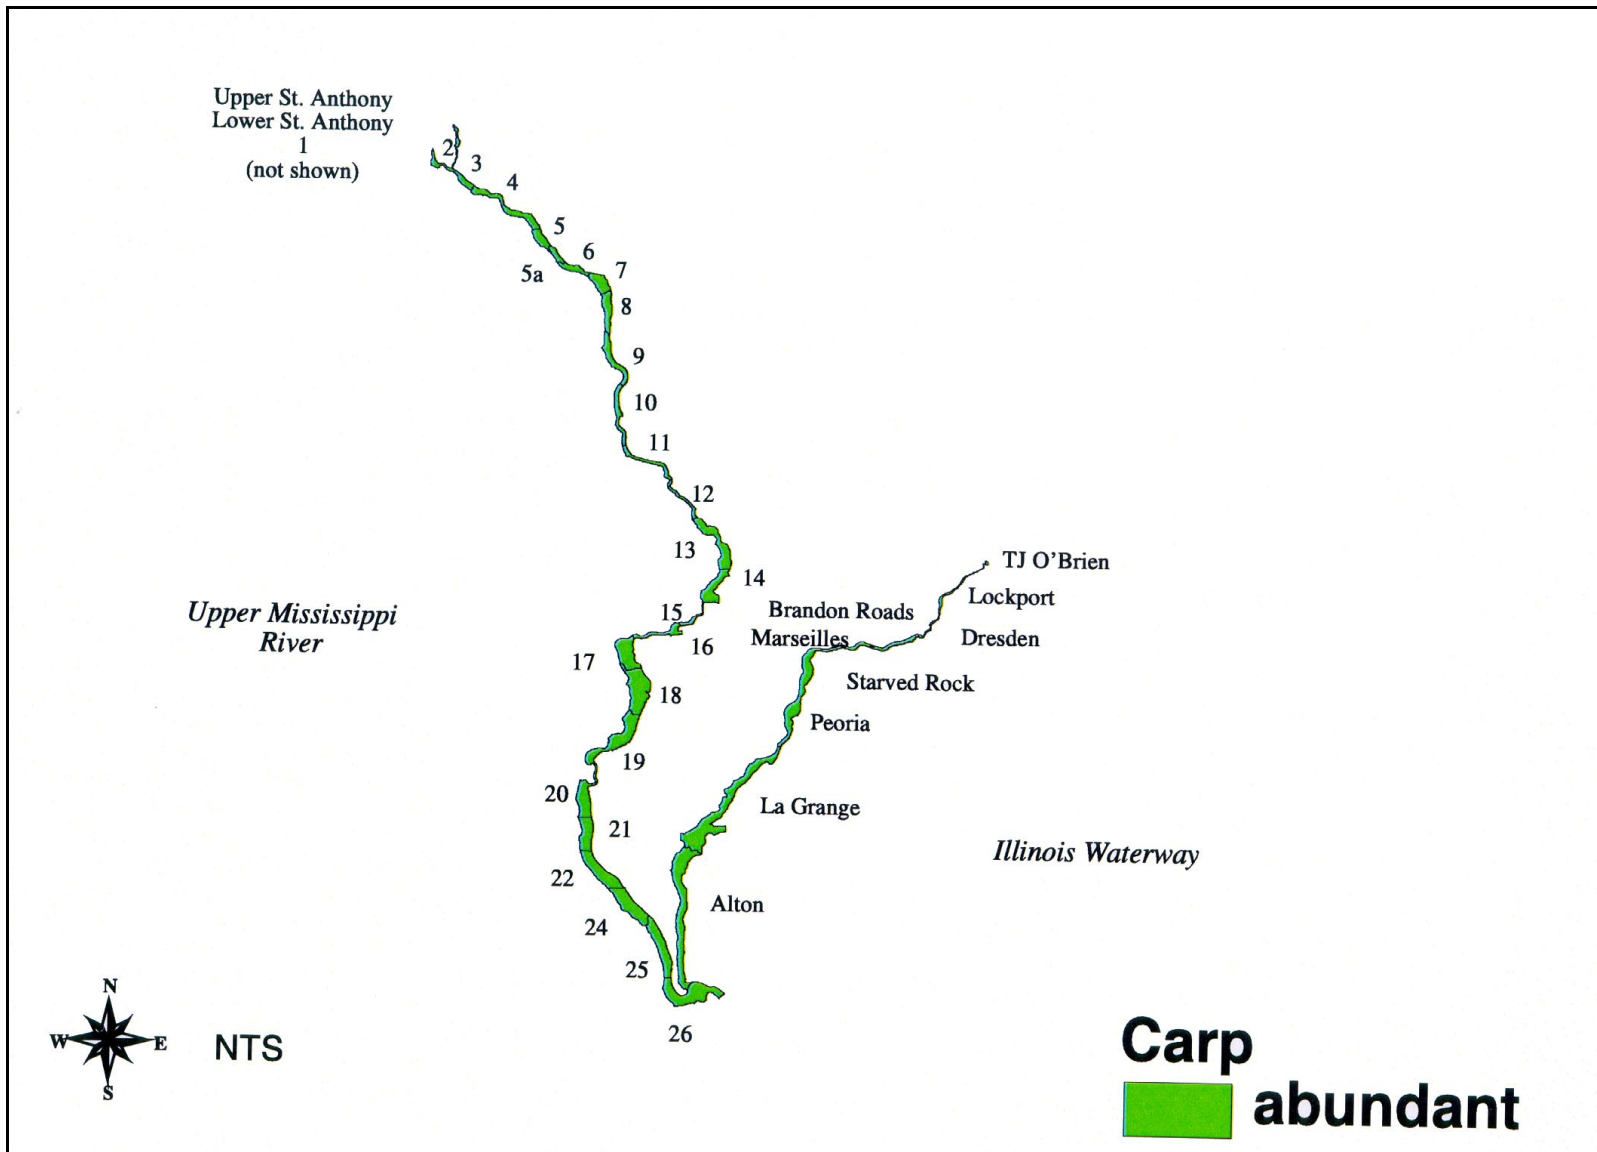 Upper St. Anthony
Lower St. Anthony
1
(not shown)
2
3
4
5
6
5a
7
8
9
10
11
12
13
14
TJ O'Brien
Lockport
15
Brandon Roads
16
Marseilles
Dresden
Upper Mississippi
River
17
18
Starved Rock
Peoria
19
20
La Grange
21
Illinois Waterway
22
Alton
24
25
26
N
W
E
S
NTS
Carp
abundant